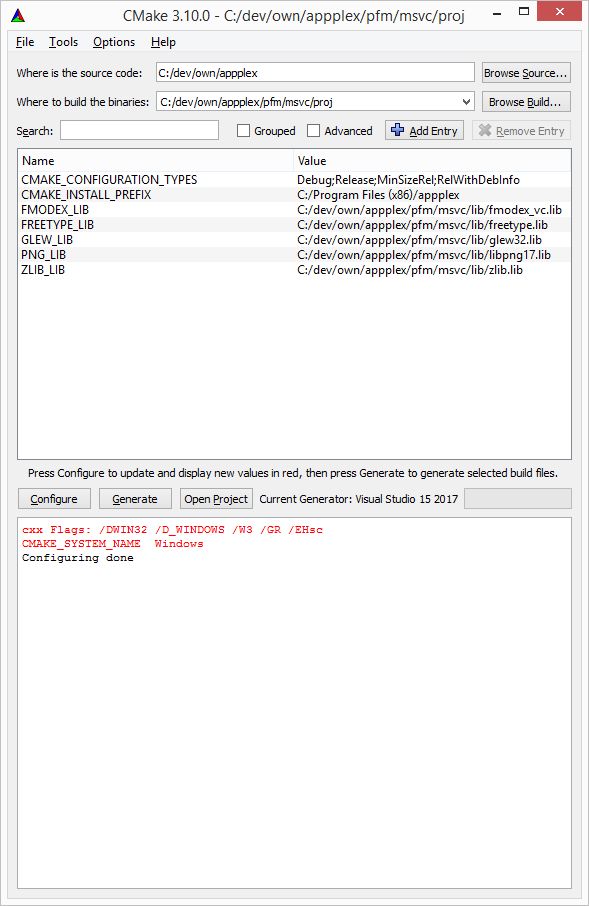 CMake 3.10.0 - C:/dev/own/appplex/pfm/msvc/proj
File Tools Options Help
Where is the source code: C:/dev/own/appplex Browse Source...
Where to build the binaries: C:/dev/own/appplex/pfm/msvc/proj Browse Build...
Search: Grouped Advanced Add Entry Remove Entry
Name Value
CMAKE_CONFIGURATION_TYPES Debug;Release;MinSizeRel;RelWithDebInfo
CMAKE_INSTALL_PREFIX C:/Program Files (x86)/appplex
FMODEX_LIB C:/dev/own/appplex/pfm/msvc/lib/fmodex_vc.lib
FREETYPE_LIB C:/dev/own/appplex/pfm/msvc/lib/freetype.lib
GLEW_LIB C:/dev/own/appplex/pfm/msvc/lib/glew32.lib
PNG_LIB C:/dev/own/appplex/pfm/msvc/lib/libpng17.lib
ZLIB_LIB C:/dev/own/appplex/pfm/msvc/lib/zlib.lib
Press Configure to update and display new values in red, then press Generate to generate selected build files.
Configure Generate Open Project Current Generator: Visual Studio 15 2017
cxx Flags: /DWIN32 /D_WINDOWS /W3 /GR /EHsc
CMAKE_SYSTEM_NAME  Windows
Configuring done